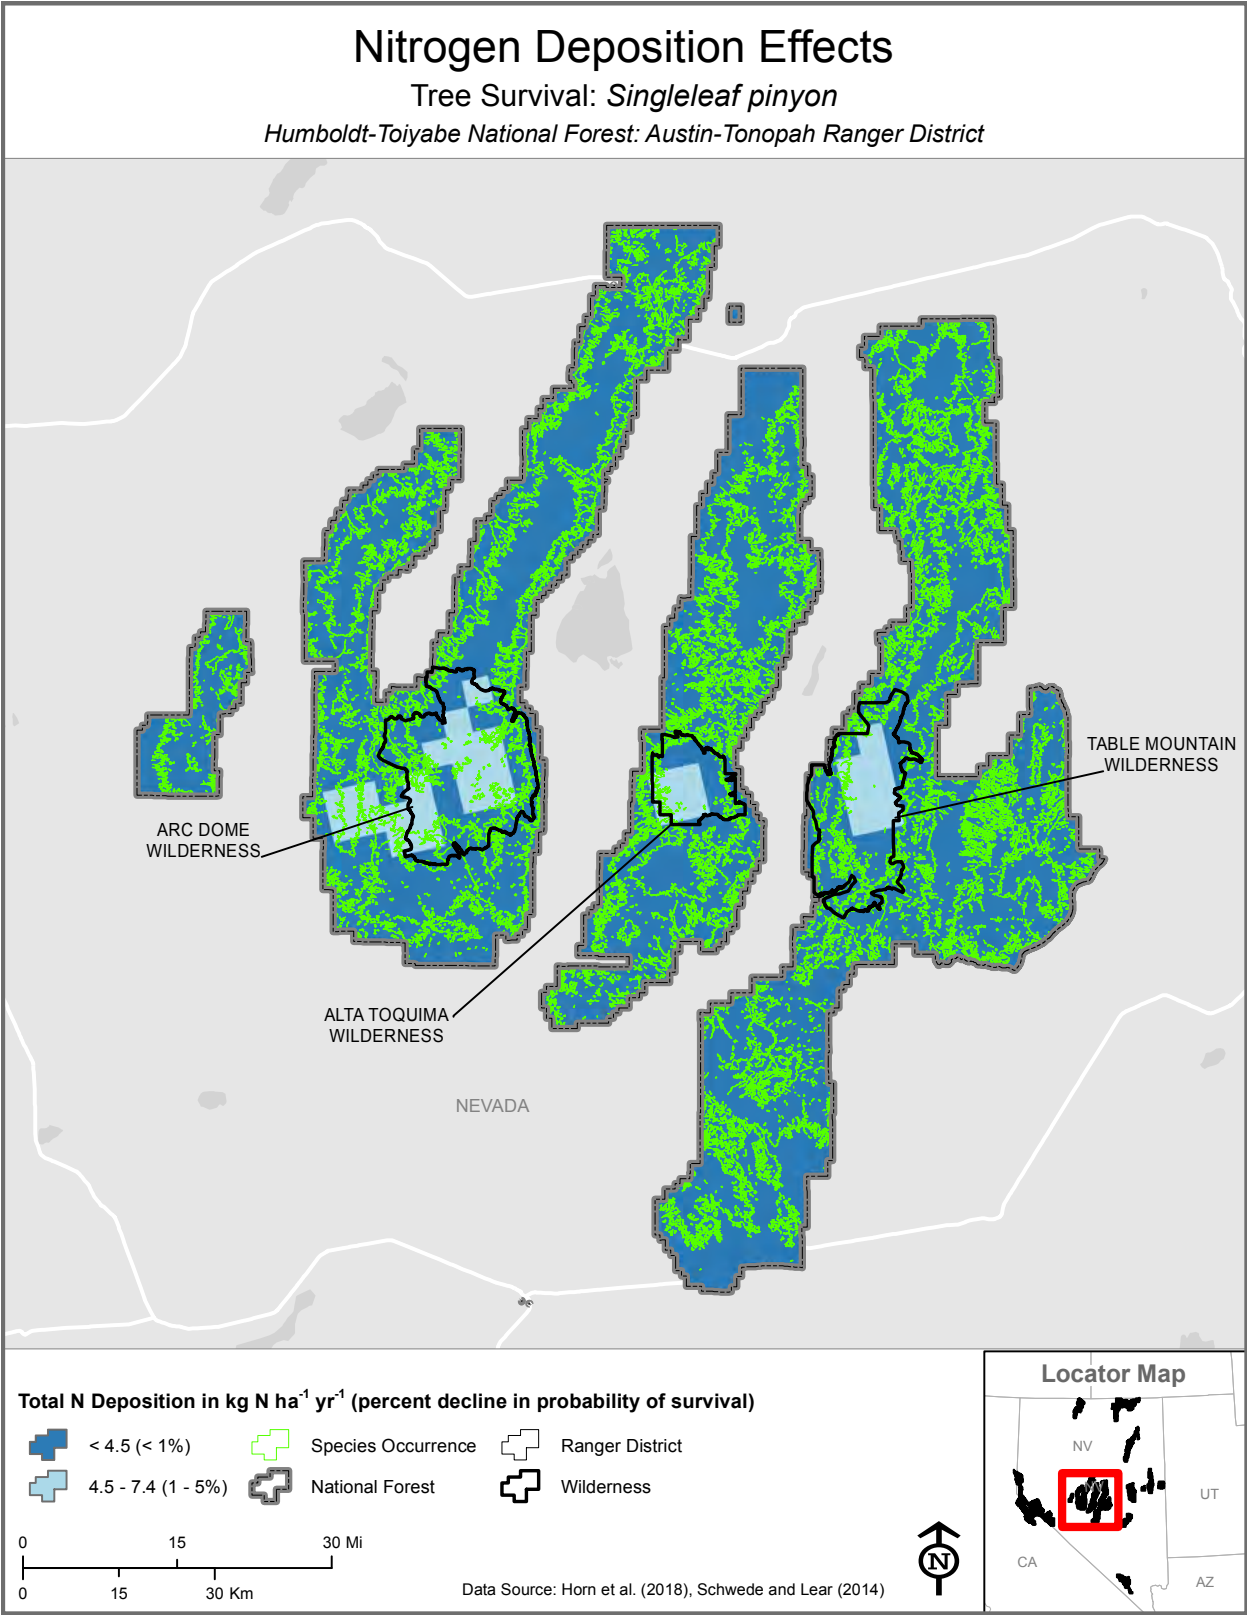 Nitrogen Deposition Effects
Tree Survival: Singleleaf pinyon
Humboldt-Toiyabe National Forest: Austin-Tonopah Ranger District
TABLE MOUNTAIN
WILDERNESS
ARC DOME
WILDERNESS
ALTA TOQUIMA
WILDERNESS
NEVADA
Total N Deposition in kg N ha-1 yr-1 (percent decline in probability of survival)
< 4.5 (< 1%)
Species Occurrence
Ranger District
4.5 - 7.4 (1 - 5%)
National Forest
Wilderness
0 15 30 Mi
0 15 30 Km
N
Data Source: Horn et al. (2018), Schwede and Lear (2014)
Locator Map
NV
NV
UT
CA
AZ